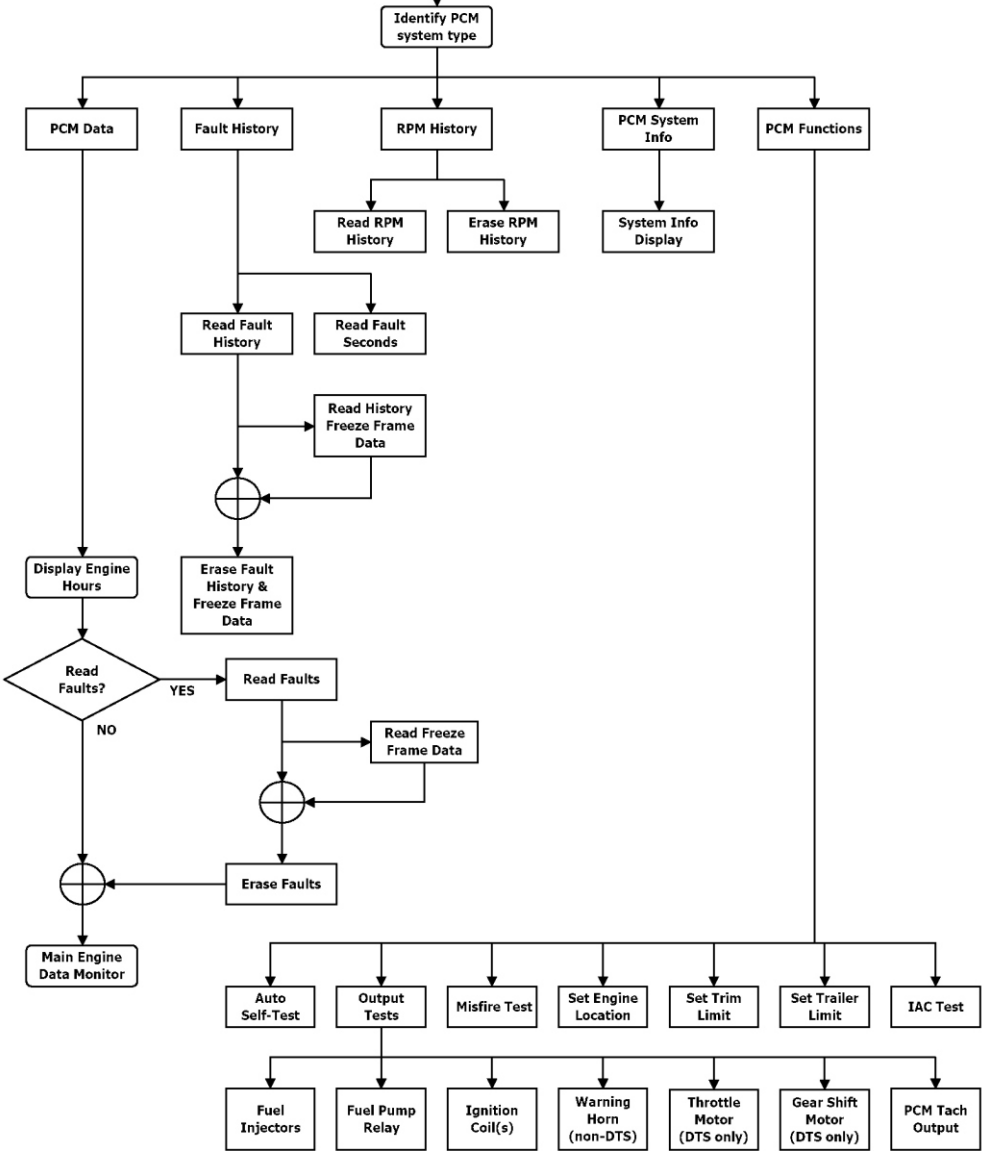 Identify PCM
system type
PCM Data
Fault History
RPM History
PCM System
Info
PCM Functions
Read RPM
History
Erase RPM
History
System Info
Display
Read Fault
History
Read Fault
Seconds
Read History
Freeze Frame
Data
Display Engine
Hours
Erase Fault
History &
Freeze Frame
Data
Read
Faults?
YES
NO
Read Faults
Read Freeze
Frame Data
Erase Faults
Main Engine
Data Monitor
Auto
Self-Test
Output
Tests
Misfire Test
Set Engine
Location
Set Trim
Limit
Set Trailer
Limit
IAC Test
Fuel
Injectors
Fuel Pump
Relay
Ignition
Coil(s)
Warning
Horn
(non-DTS)
Throttle
Motor
(DTS only)
Gear Shift
Motor
(DTS only)
PCM Tach
Output